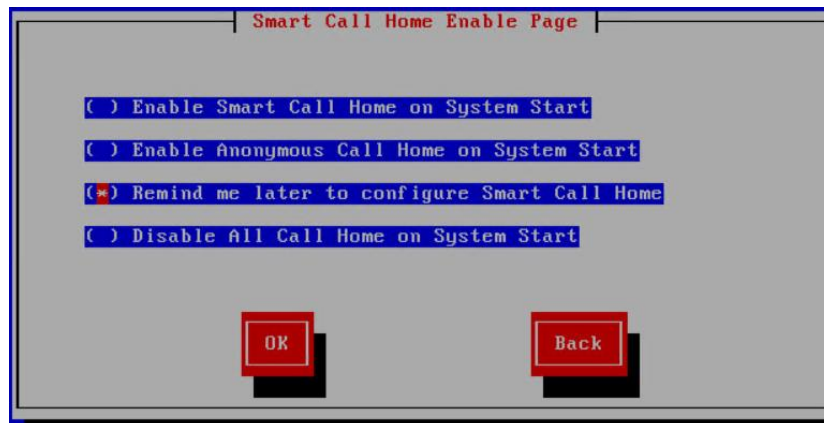 Smart Call Home Enable Page
( ) Enable Smart Call Home on System Start
( ) Enable Anonymous Call Home on System Start
(*) Remind me later to configure Smart Call Home
( ) Disable All Call Home on System Start
OK Back